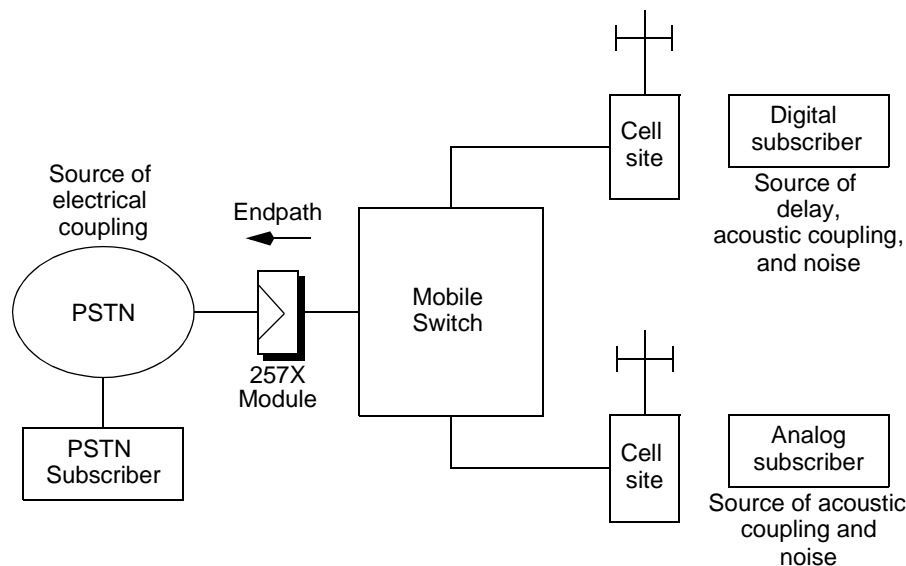 Source of
electrical
coupling
PSTN
PSTN
Subscriber
Endpath
257X
Module
Mobile
Switch
Cell
site
Digital
subscriber
Source of
delay,
acoustic coupling,
and noise
Cell
site
Analog
subscriber
Source of acoustic
coupling and
noise